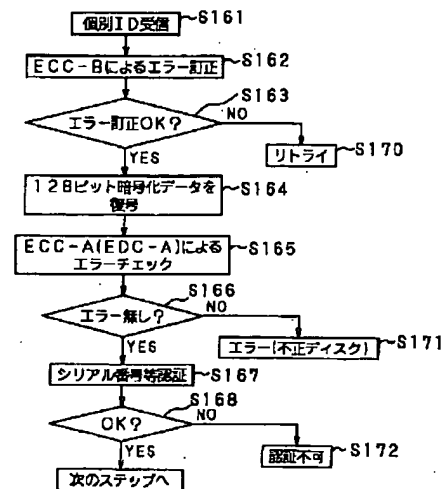 個別ID受信
S161
ECC-Bによるエラー訂正
S162
エラー訂正OK?
S163
NO
YES
リトライ
S170
128ビット暗号化データを
復号
S164
ECC-A(EDC-A)による
エラーチェック
S165
エラー無し?
S166
NO
YES
エラー(不正ディスク)
S171
シリアル番号等認証
S167
OK?
S168
NO
YES
認証不可
S172
次のステップへ